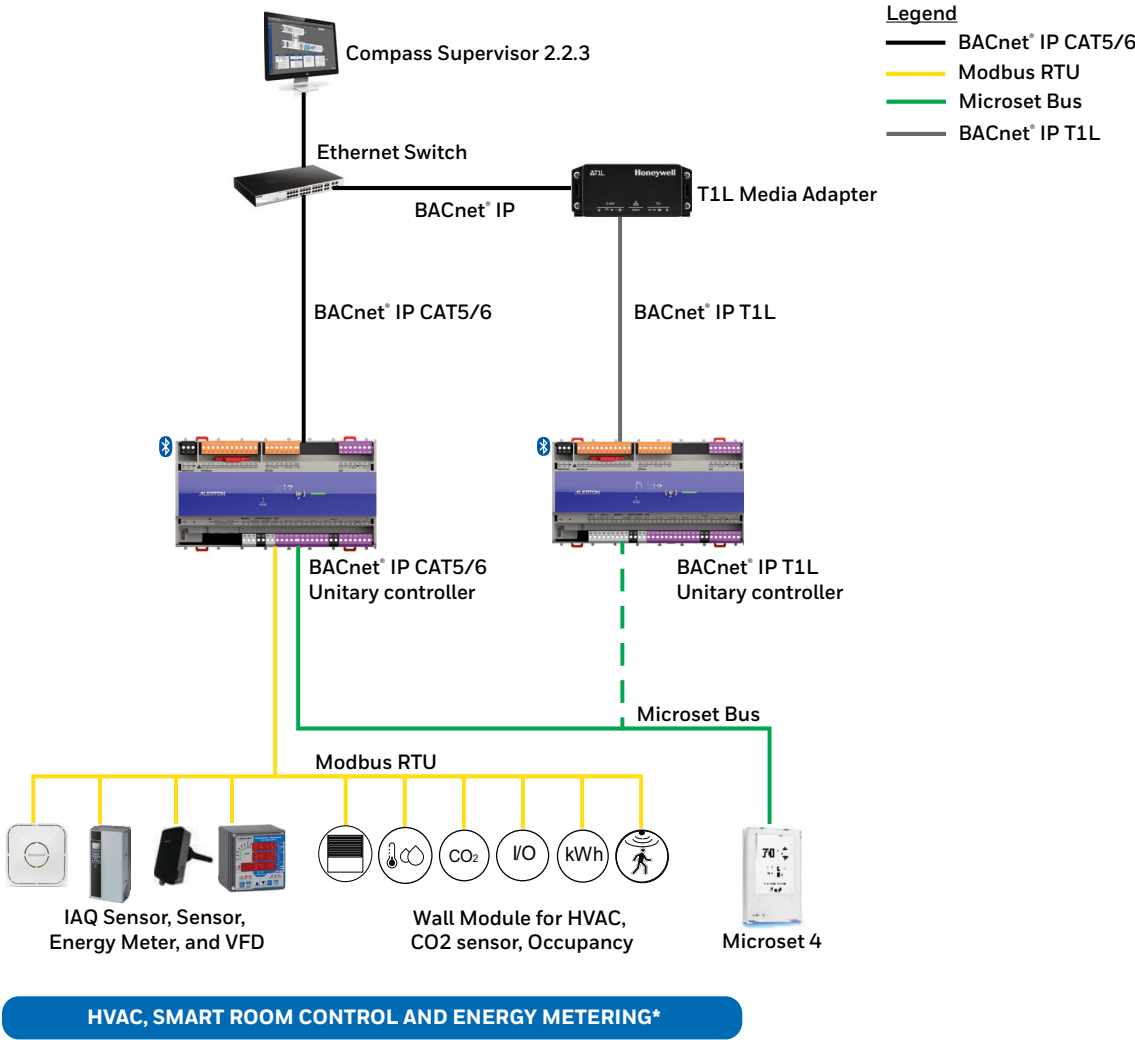 Legend
BACnet® IP CAT5/6
Modbus RTU
Microset Bus
BACnet® IP T1L
Compass Supervisor 2.2.3
Ethernet Switch
BACnet® IP
ΔT1L
Honeywell
T1L Media Adapter
BACnet® IP CAT5/6
BACnet® IP T1L
ALERTON
ALERTON
BACnet® IP CAT5/6
Unitary controller
BACnet® IP T1L
Unitary controller
Microset Bus
Modbus RTU
CO₂
I/O
kWh
70
IAQ Sensor, Sensor,
Energy Meter, and VFD
Wall Module for HVAC,
CO2 sensor, Occupancy
Microset 4
HVAC, SMART ROOM CONTROL AND ENERGY METERING*